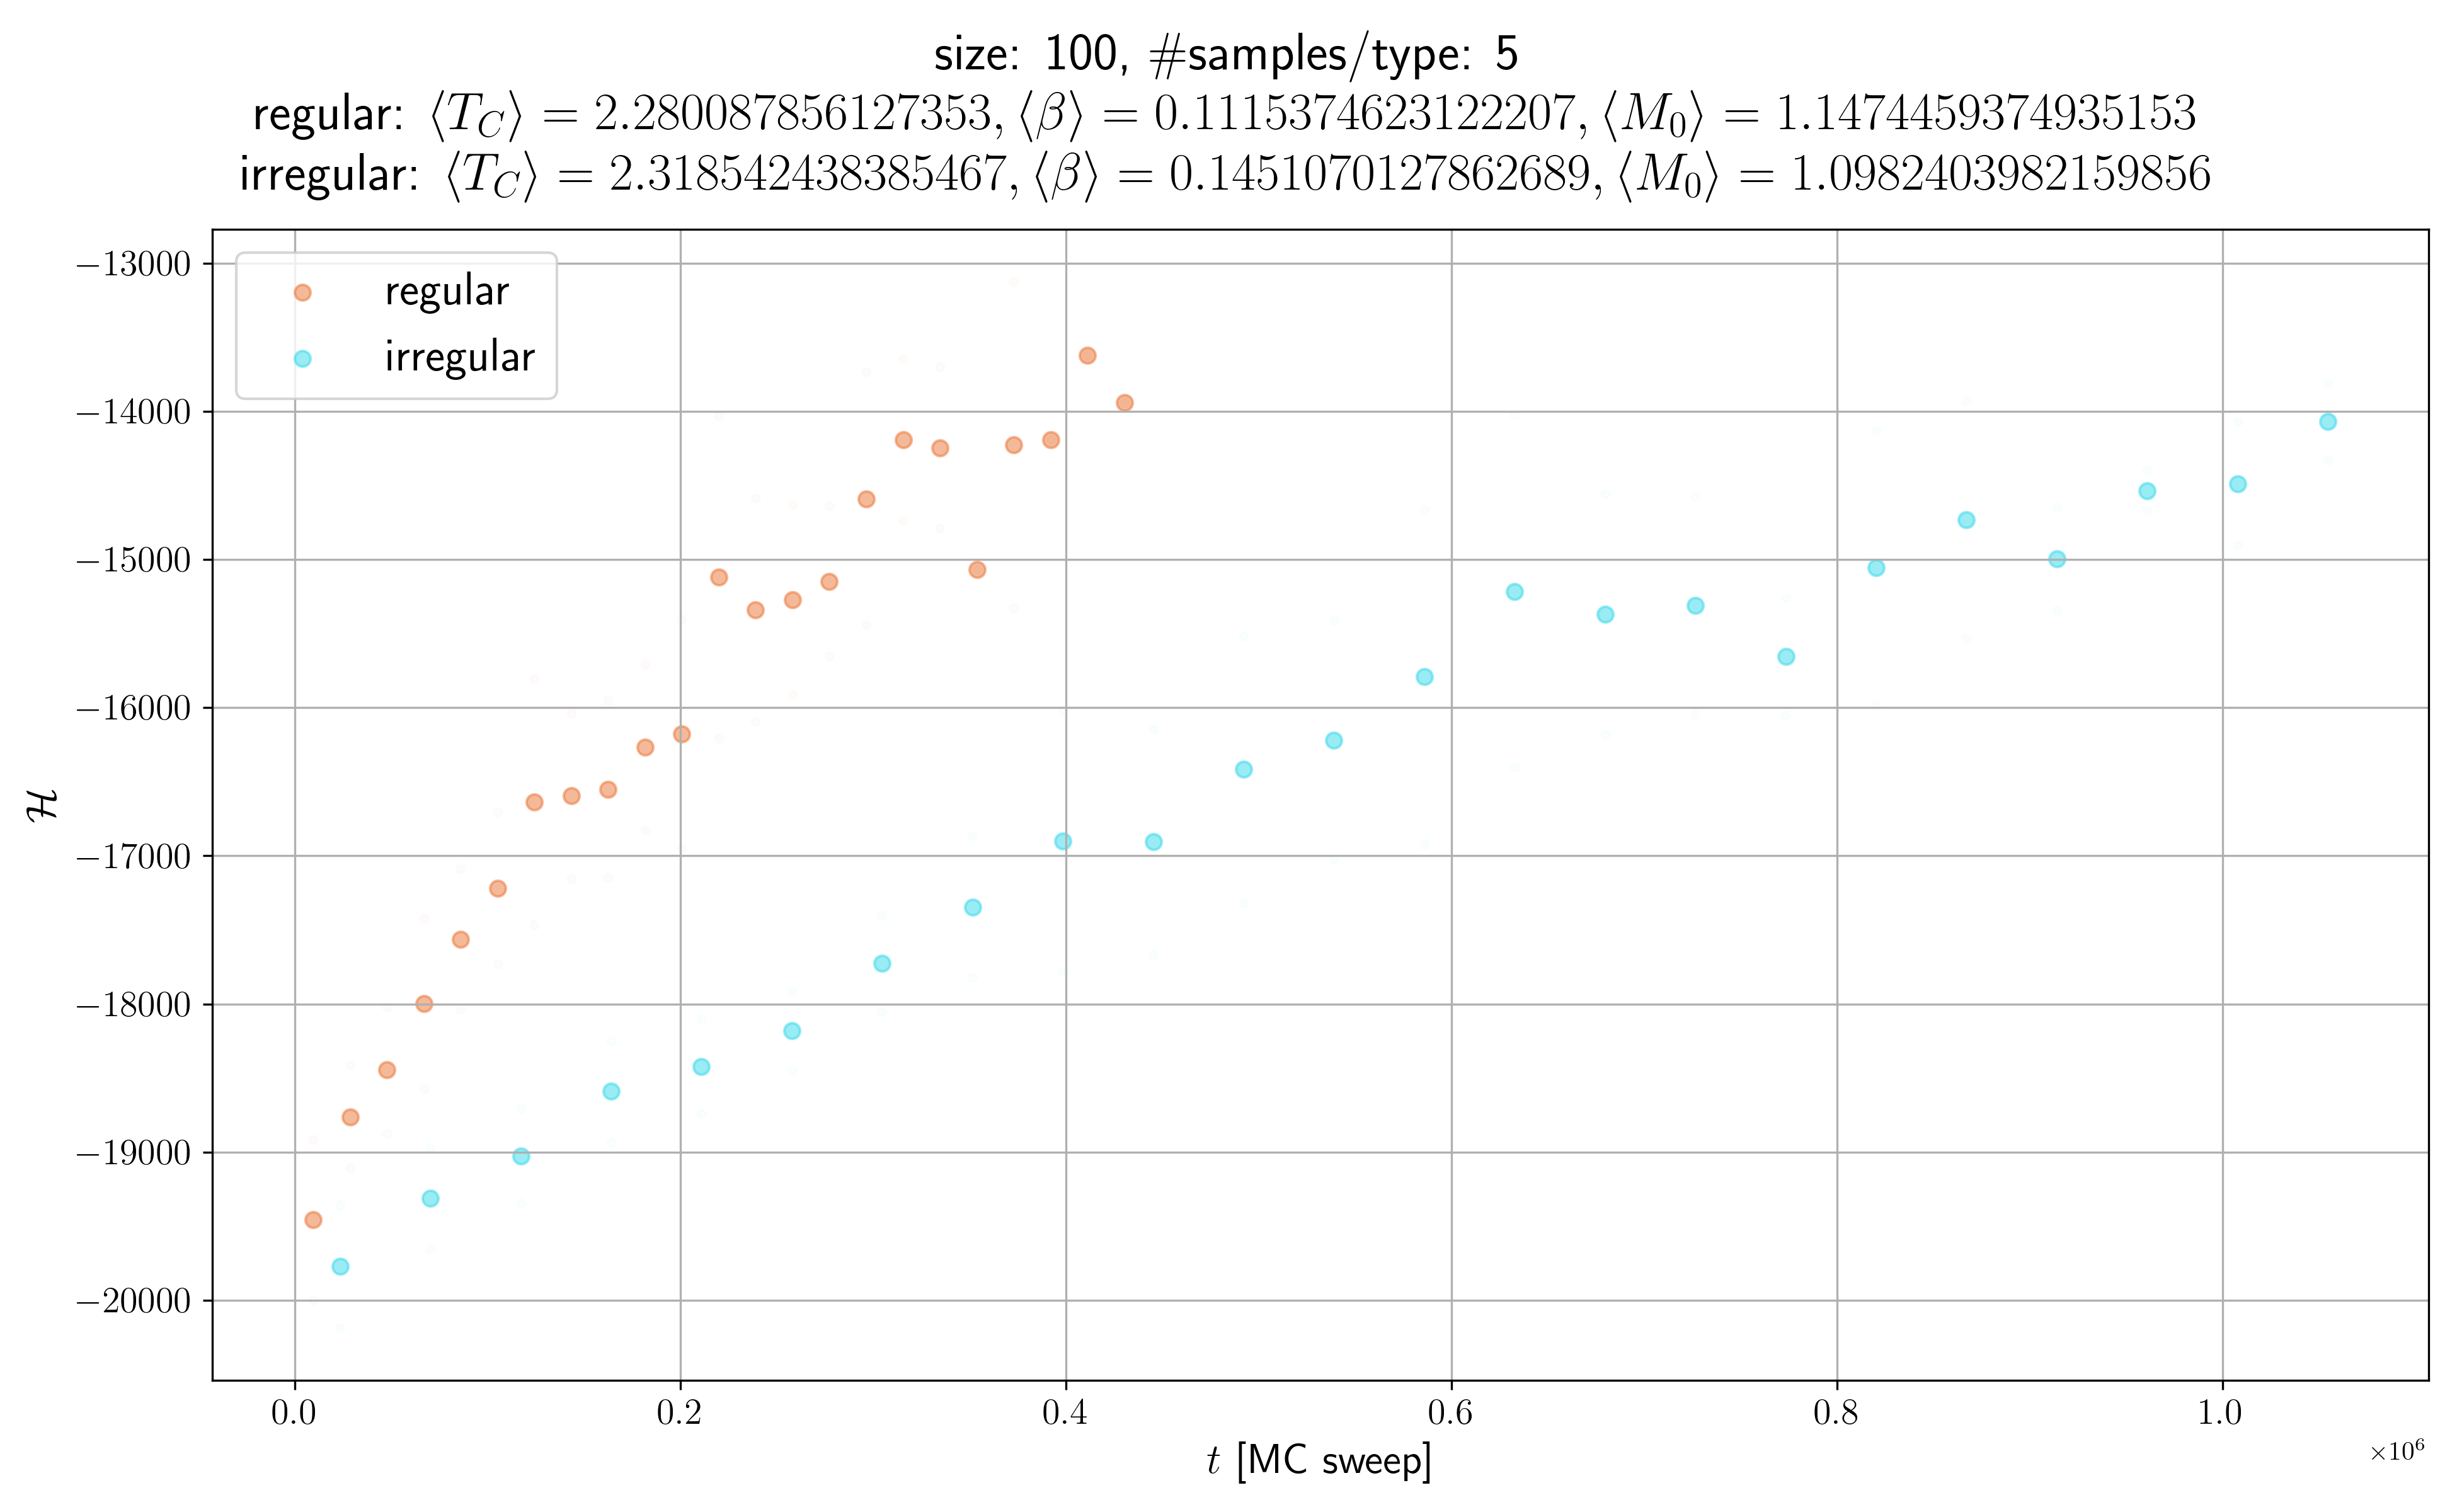 size: 100, #samples/type: 5
regular: ⟨T_C⟩ = 2.280087856127353, ⟨β⟩ = 0.1115374623122207, ⟨M_0⟩ = 1.1474459374935153
irregular: ⟨T_C⟩ = 2.318542438385467, ⟨β⟩ = 0.1451070127862689, ⟨M_0⟩ = 1.0982403982159856
regular
irregular
−13000
−14000
−15000
−16000
−17000
−18000
−19000
−20000
ℋ
0.0 0.2 0.4 0.6 0.8 1.0
×10⁶
t [MC sweep]